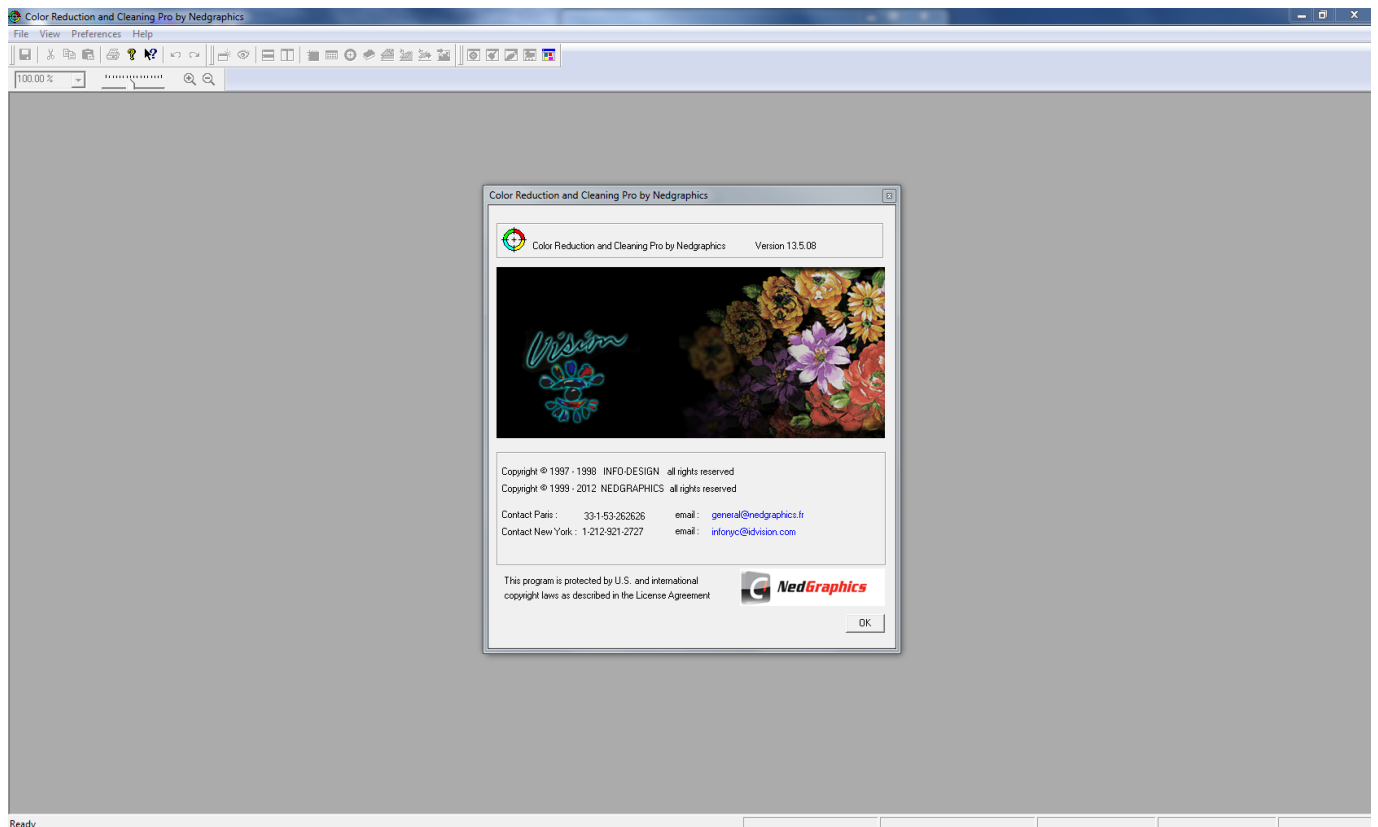 Color Reduction and Cleaning Pro by Nedgraphics
File View Preferences Help
100.00 %
Color Reduction and Cleaning Pro by Nedgraphics
Color Reduction and Cleaning Pro by Nedgraphics Version 13.5.08
Vision
Copyright © 1997 - 1998 INFO-DESIGN all rights reserved
Copyright © 1999 - 2012 NEDGRAPHICS all rights reserved
Contact Paris : 33-1-53-262626 email : general@nedgraphics.fr
Contact New York : 1-212-921-2727 email : infonyc@idvision.com
This program is protected by U.S. and international
copyright laws as described in the License Agreement
NedGraphics
OK
Ready